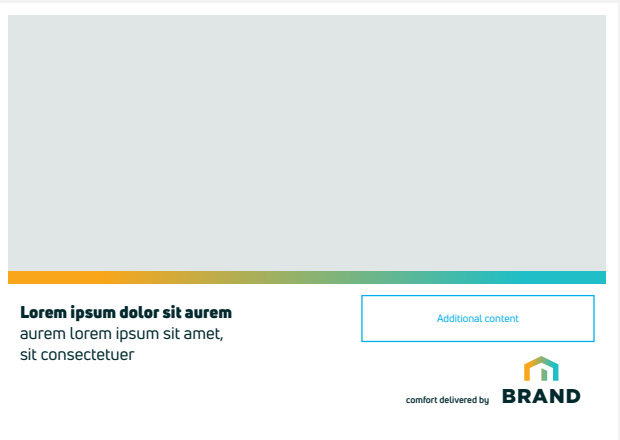 Lorem ipsum dolor sit aurem
aurem lorem ipsum sit amet,
sit consectetuer
Additional content
comfort delivered by BRAND